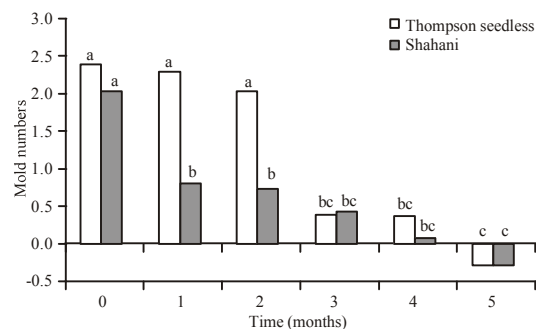 Thompson seedless
Shahani
3.0
2.5
2.0
1.5
1.0
0.5
0.0
-0.5
Mold numbers
a a
a b
a b
bc bc
bc bc
c c
0 1 2 3 4 5
Time (months)